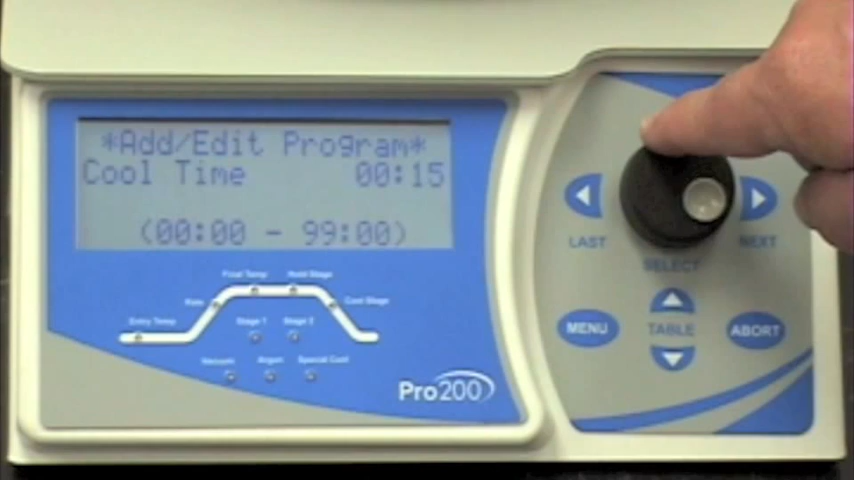 *Add/Edit Program*
Cool Time 00:15
(00:00 - 99:00)
Final Temp Hold Stage
Rate Cool Stage
Entry Temp Stage 1 Stage 2
Vacuum Argon Special Cool
Pro200
LAST NEXT
SELECT
MENU TABLE ABORT